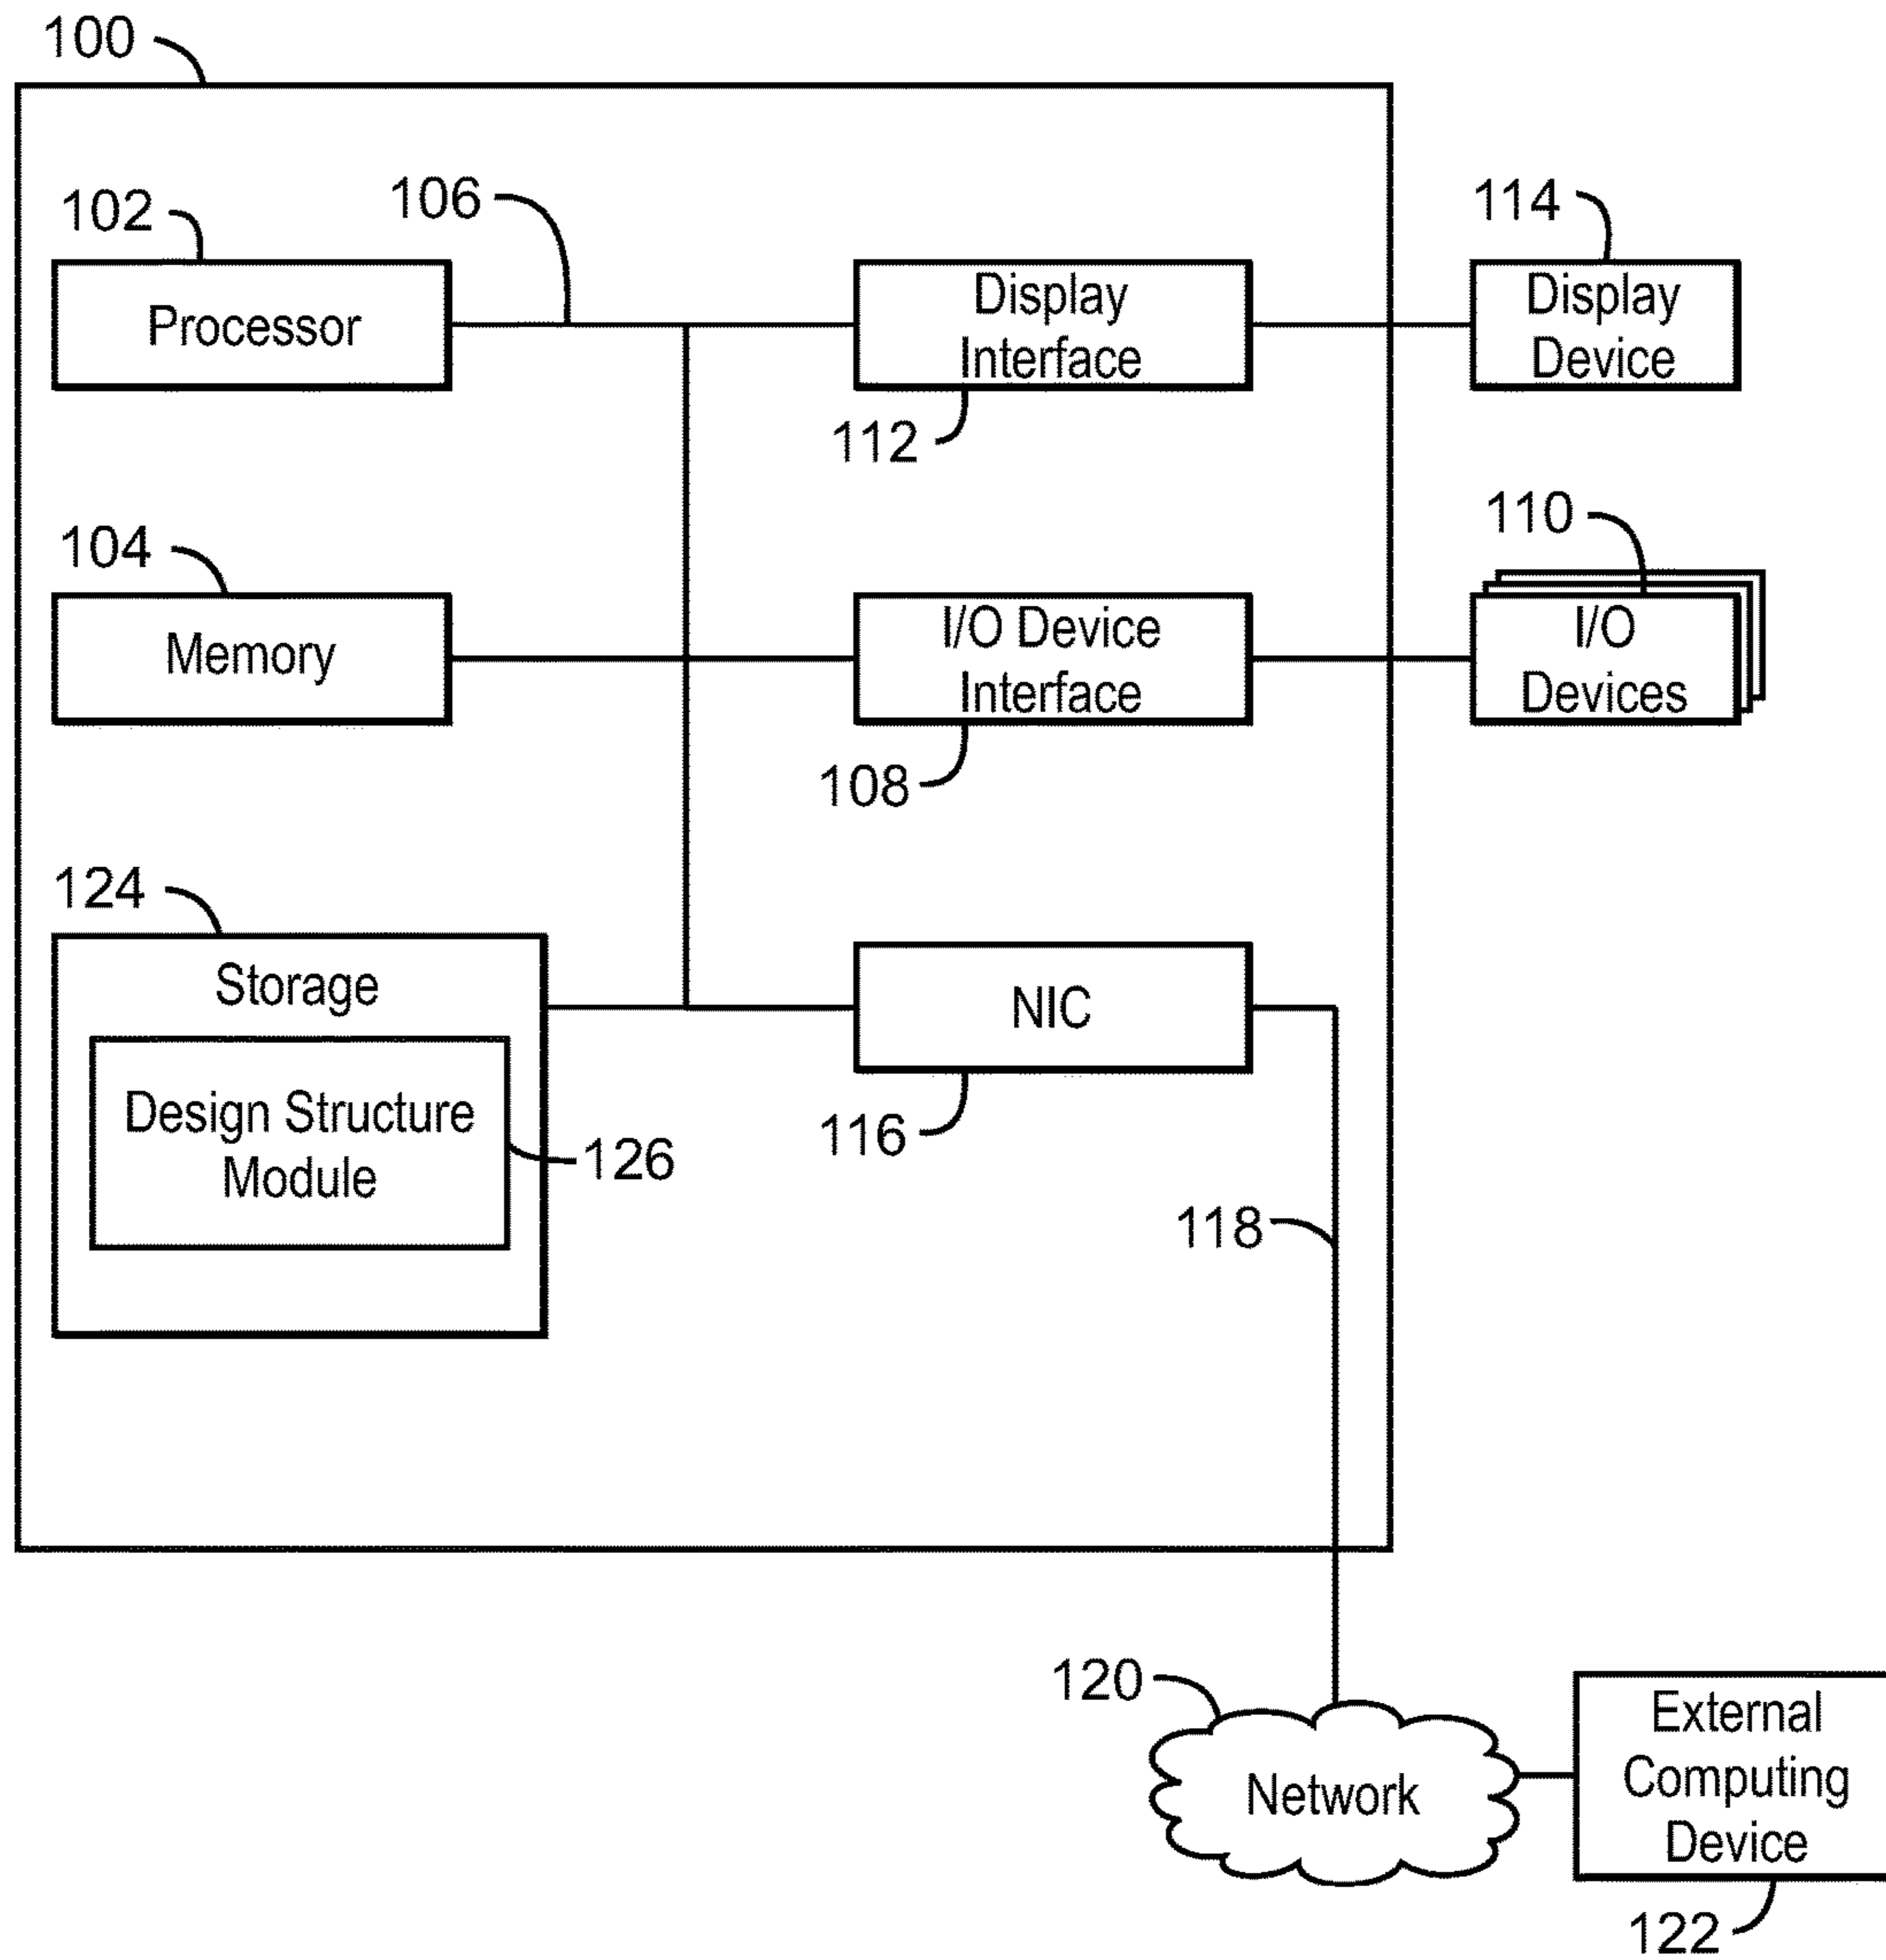 100
102
106
114
Processor
Display
Interface
Display
Device
112
104
110
Memory
I/O Device
Interface
I/O
Devices
108
124
Storage
NIC
Design Structure
Module
126
116
118
120
Network
External
Computing
Device
122